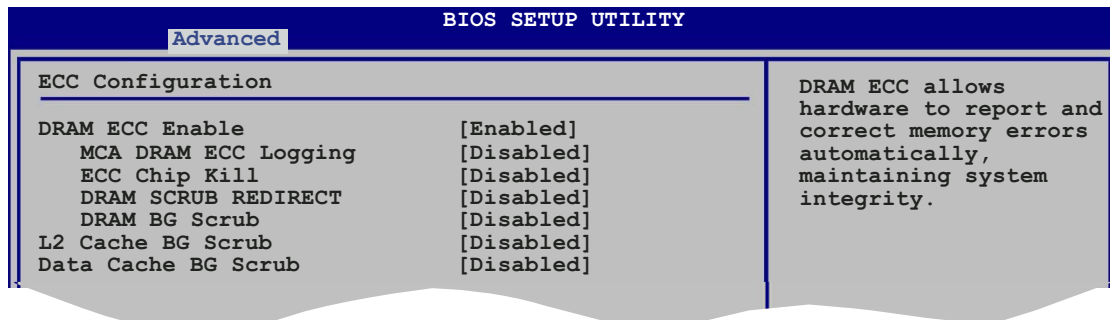 BIOS SETUP UTILITY
Advanced
ECC Configuration
DRAM ECC Enable [Enabled]
MCA DRAM ECC Logging [Disabled]
ECC Chip Kill [Disabled]
DRAM SCRUB REDIRECT [Disabled]
DRAM BG Scrub [Disabled]
L2 Cache BG Scrub [Disabled]
Data Cache BG Scrub [Disabled]
DRAM ECC allows
hardware to report and
correct memory errors
automatically,
maintaining system
integrity.